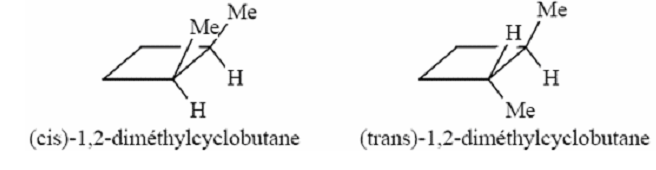 Me Me
H
H
(cis)-1,2-diméthylcyclobutane
Me
H
H
Me
(trans)-1,2-diméthylcyclobutane